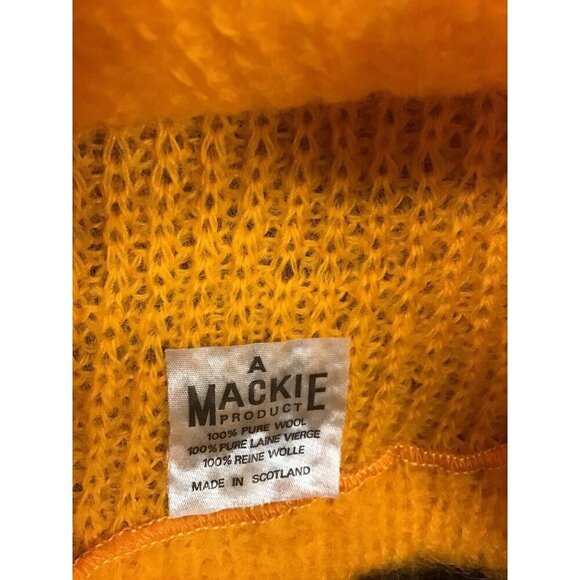 A
MACKIE
PRODUCT
100% PURE WOOL
100% PURE LAINE VIERGE
100% REINE WOLLE
MADE IN SCOTLAND